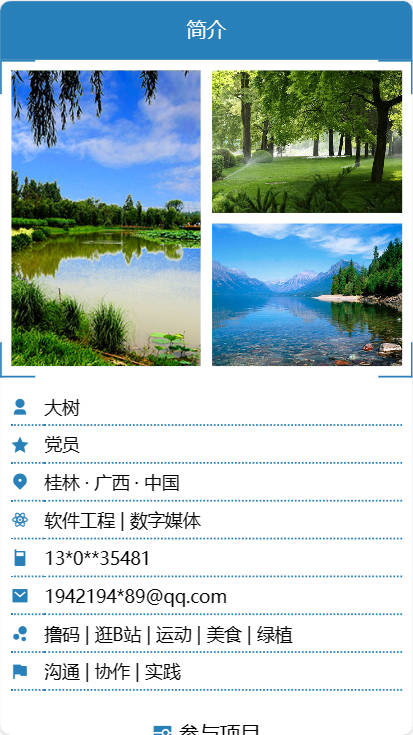 简介
大树
党员
桂林 · 广西 · 中国
软件工程 | 数字媒体
13*0**35481
1942194*89@qq.com
撸码 | 逛B站 | 运动 | 美食 | 绿植
沟通 | 协作 | 实践
参与项目